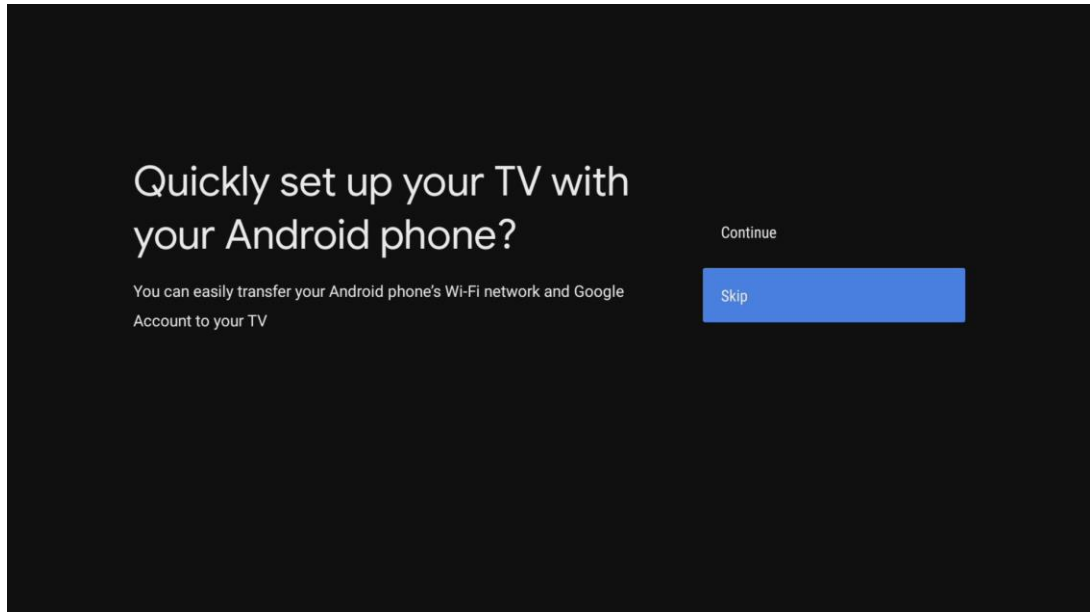 Quickly set up your TV with
your Android phone?
You can easily transfer your Android phone’s Wi-Fi network and Google
Account to your TV
Continue
Skip